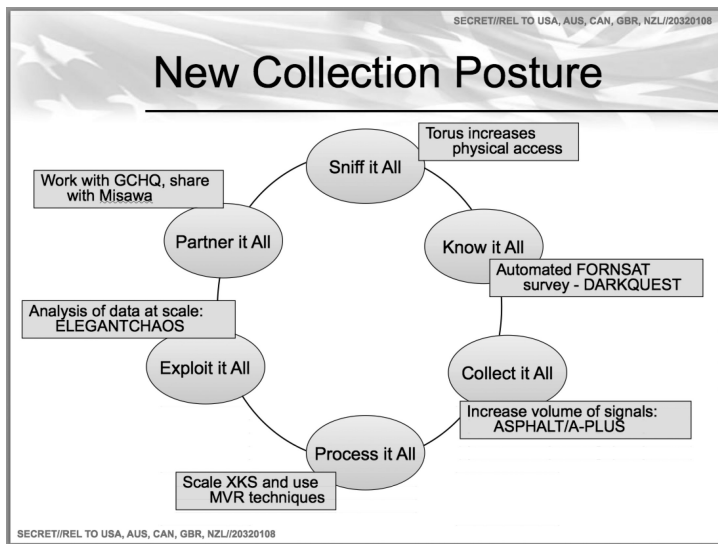 SECRET//REL TO USA, AUS, CAN, GBR, NZL//20320108
New Collection Posture
Sniff it All
Torus increases
physical access
Know it All
Automated FORNSAT
survey - DARKQUEST
Collect it All
Increase volume of signals:
ASPHALT/A-PLUS
Process it All
Scale XKS and use
MVR techniques
Exploit it All
Analysis of data at scale:
ELEGANTCHAOS
Partner it All
Work with GCHQ, share
with Misawa
SECRET//REL TO USA, AUS, CAN, GBR, NZL//20320108